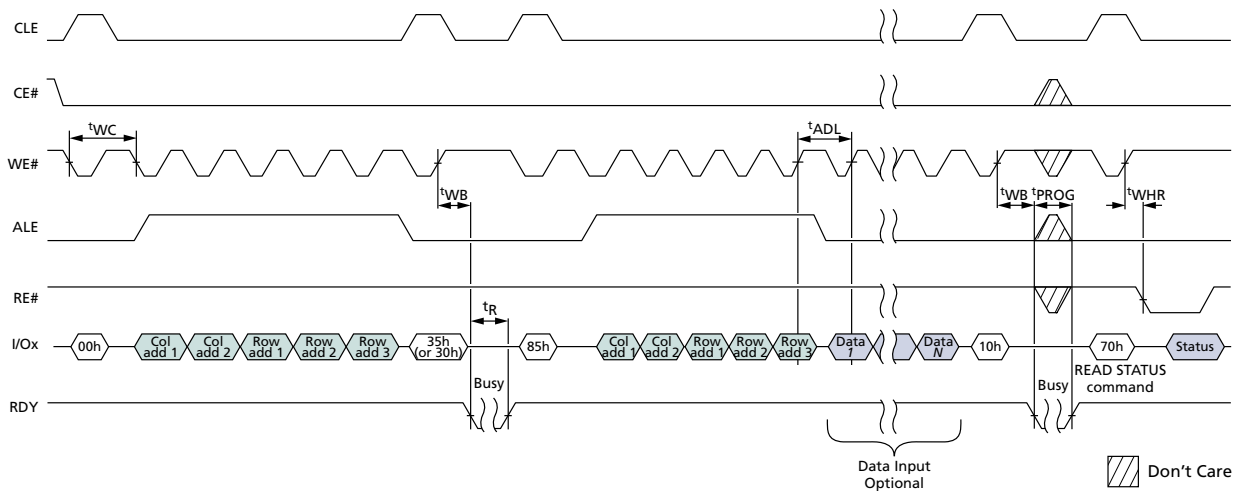 CLE
CE#
tWC
tADL
WE#
tWB
tWB
tPROG
tWHR
ALE
RE#
tR
I/Ox
00h
Col add 1
Col add 2
Row add 1
Row add 2
Row add 3
35h (or 30h)
85h
Col add 1
Col add 2
Row add 1
Row add 2
Row add 3
Data 1
Data N
10h
70h
Status
READ STATUS
command
Busy
Busy
RDY
Data Input
Optional
Don't Care